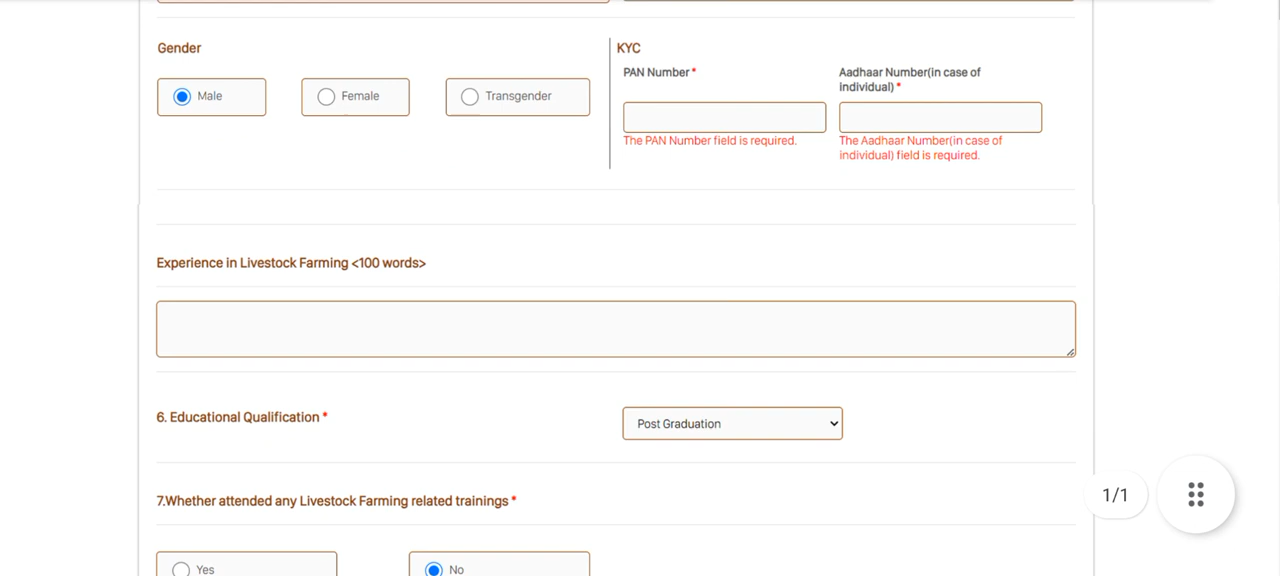 Gender
KYC
PAN Number *
Aadhaar Number(in case of
individual) *
Male
Female
Transgender
The PAN Number field is required.
The Aadhaar Number(in case of
individual) field is required.
Experience in Livestock Farming <100 words>
6. Educational Qualification *
Post Graduation
7.Whether attended any Livestock Farming related trainings *
1/1
Yes
No